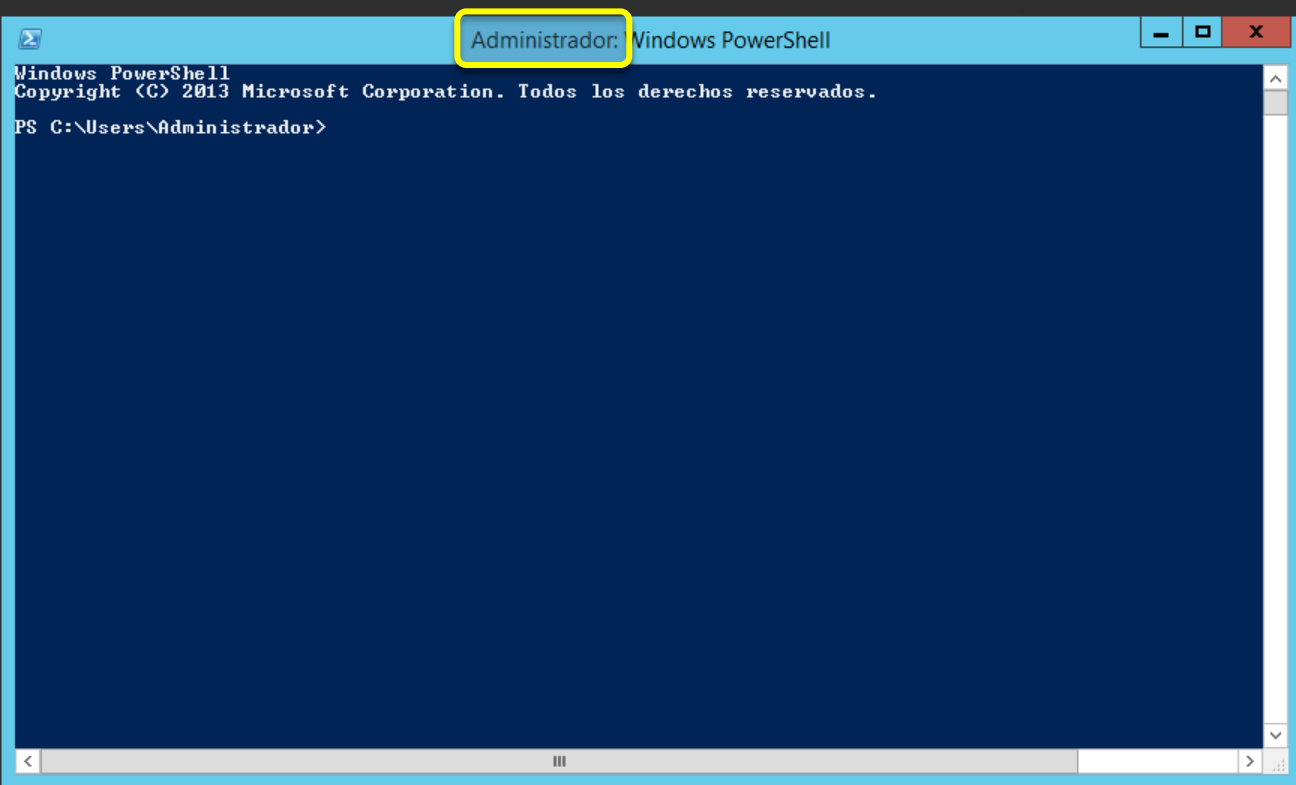 Administrador: Windows PowerShell
Windows PowerShell
Copyright (C) 2013 Microsoft Corporation. Todos los derechos reservados.
PS C:\Users\Administrador>